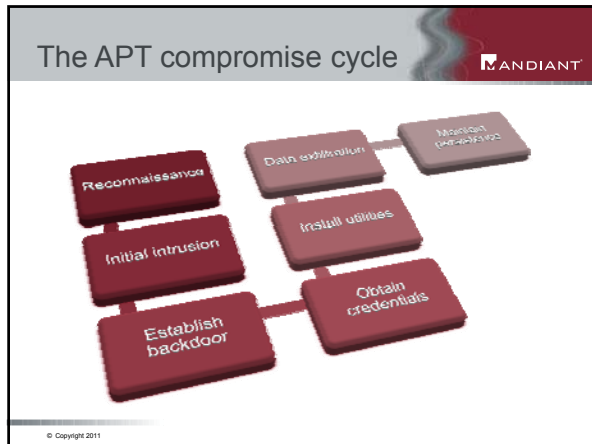 The APT compromise cycle
MANDIANT
Reconnaissance
Initial intrusion
Establish
backdoor
Obtain
credentials
Install utilities
Data exfiltration
Maintain
persistence
© Copyright 2011